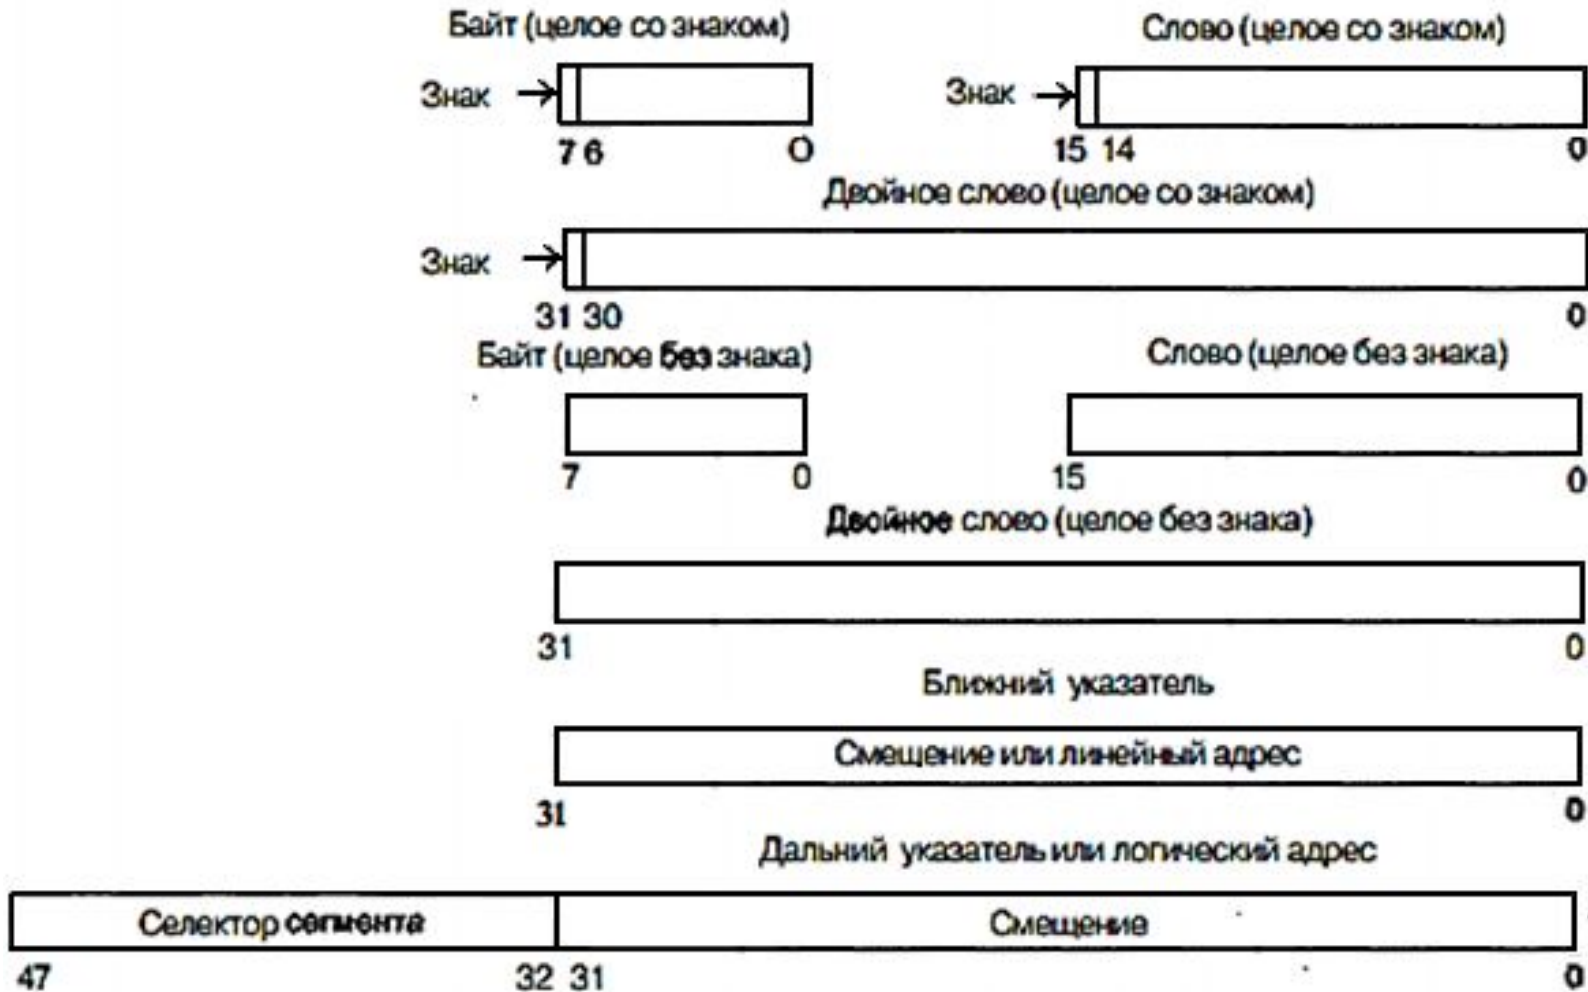 Байт (целое со знаком) Слово (целое со знаком)
Знак Знак
7 6 0 15 14 0
Двойное слово (целое со знаком)
Знак
31 30 0
Байт (целое без знака) Слово (целое без знака)
7 0 15 0
Двойное слово (целое без знака)
31 0
Ближний указатель
Смещение или линейный адрес
31 0
Дальний указатель или логический адрес
Селектор сегмента Смещение
47 32 31 0